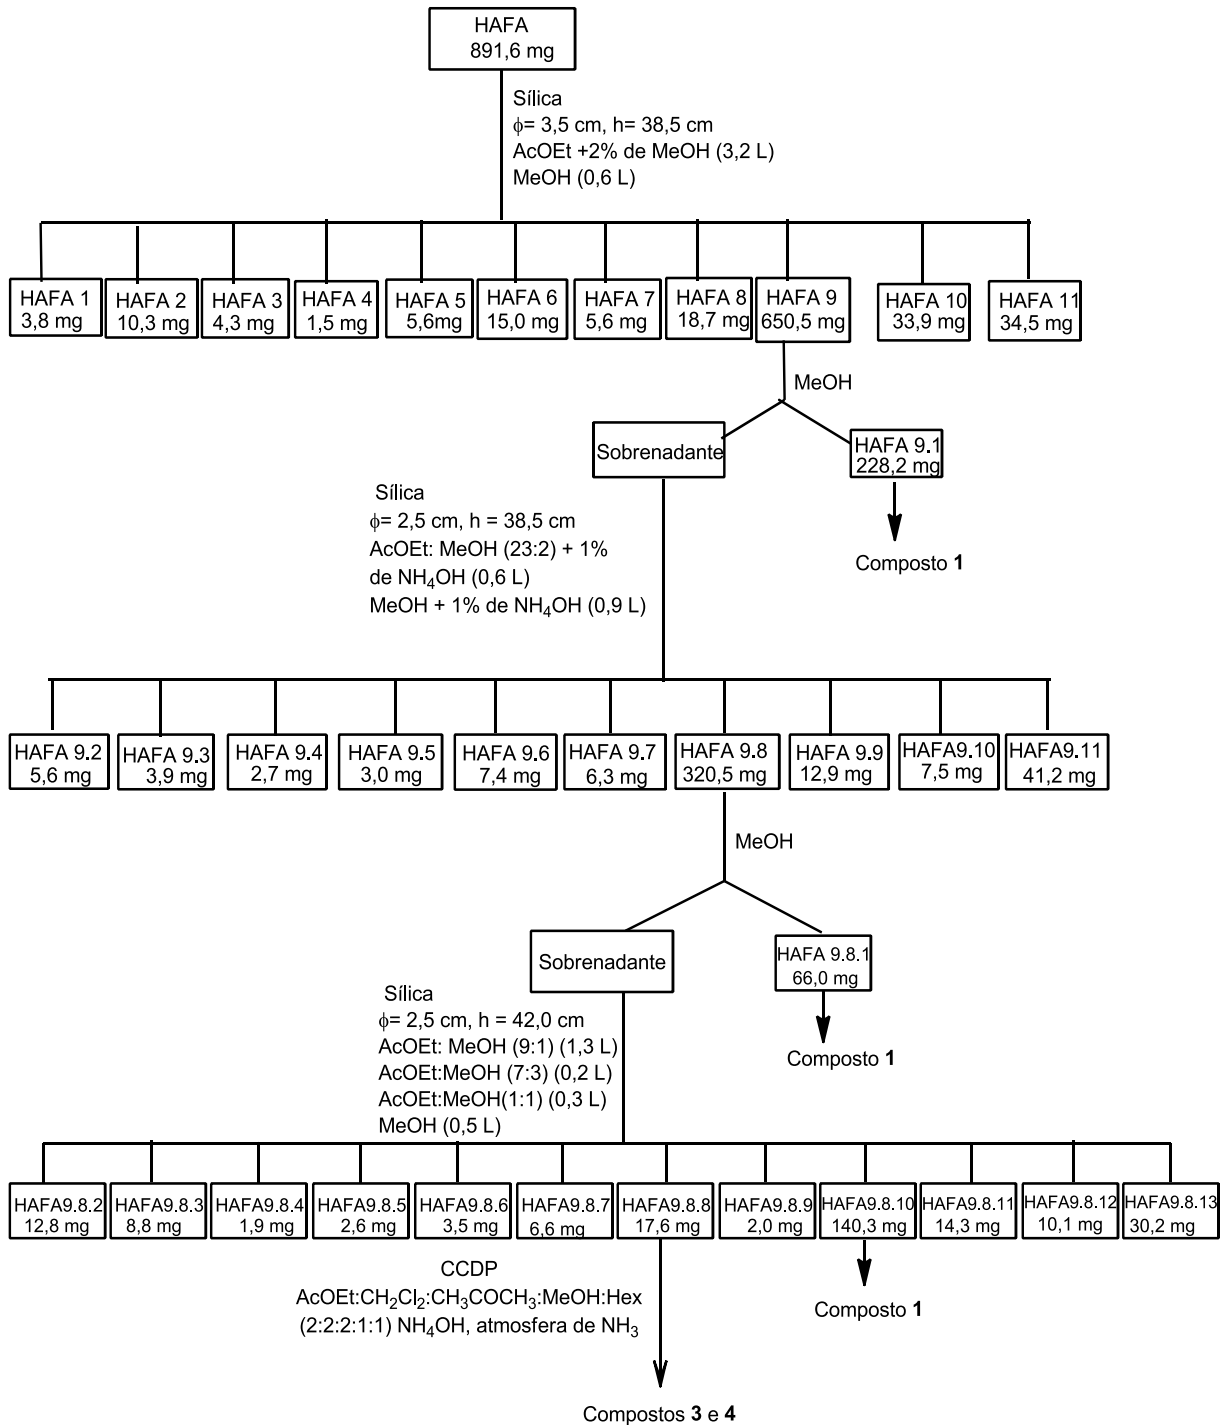 HAFA
891,6 mg
Sílica
ϕ= 3,5 cm, h= 38,5 cm
AcOEt +2% de MeOH (3,2 L)
MeOH (0,6 L)
HAFA 1
3,8 mg
HAFA 2
10,3 mg
HAFA 3
4,3 mg
HAFA 4
1,5 mg
HAFA 5
5,6mg
HAFA 6
15,0 mg
HAFA 7
5,6 mg
HAFA 8
18,7 mg
HAFA 9
650,5 mg
HAFA 10
33,9 mg
HAFA 11
34,5 mg
MeOH
Sobrenadante
HAFA 9.1
228,2 mg
Composto 1
Sílica
ϕ= 2,5 cm, h = 38,5 cm
AcOEt: MeOH (23:2) + 1%
de NH₄OH (0,6 L)
MeOH + 1% de NH₄OH (0,9 L)
HAFA 9.2
5,6 mg
HAFA 9.3
3,9 mg
HAFA 9.4
2,7 mg
HAFA 9.5
3,0 mg
HAFA 9.6
7,4 mg
HAFA 9.7
6,3 mg
HAFA 9.8
320,5 mg
HAFA 9.9
12,9 mg
HAFA9.10
7,5 mg
HAFA9.11
41,2 mg
MeOH
Sobrenadante
HAFA 9.8.1
66,0 mg
Composto 1
Sílica
ϕ= 2,5 cm, h = 42,0 cm
AcOEt: MeOH (9:1) (1,3 L)
AcOEt:MeOH (7:3) (0,2 L)
AcOEt:MeOH(1:1) (0,3 L)
MeOH (0,5 L)
HAFA9.8.2
12,8 mg
HAFA9.8.3
8,8 mg
HAFA9.8.4
1,9 mg
HAFA9.8.5
2,6 mg
HAFA9.8.6
3,5 mg
HAFA9.8.7
6,6 mg
HAFA9.8.8
17,6 mg
HAFA9.8.9
2,0 mg
HAFA9.8.10
140,3 mg
HAFA9.8.11
14,3 mg
HAFA9.8.12
10,1 mg
HAFA9.8.13
30,2 mg
CCDP
AcOEt:CH₂Cl₂:CH₃COCH₃:MeOH:Hex
(2:2:2:1:1) NH₄OH, atmosfera de NH₃
Composto 1
Compostos 3 e 4